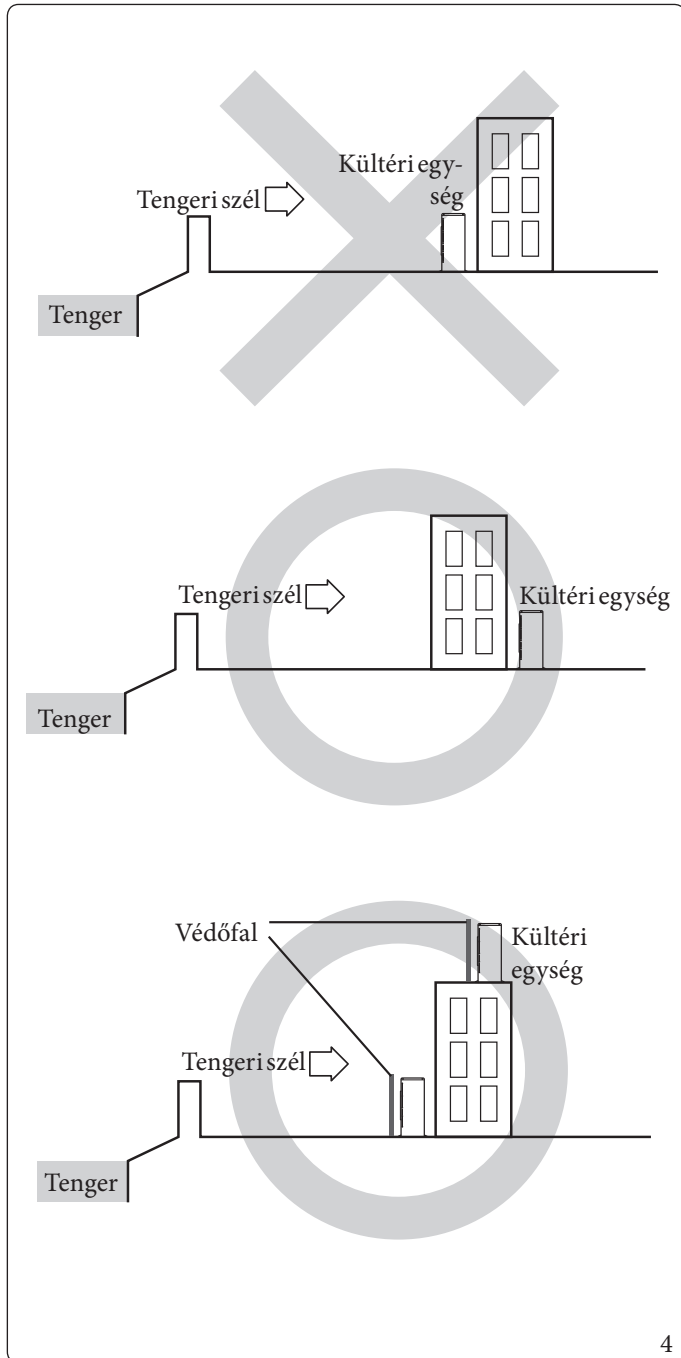 Kültéri egy-
ség
Tengeri szél
Tenger
Tengeri szél
Kültéri egység
Tenger
Védőfal
Kültéri
egység
Tengeri szél
Tenger
4